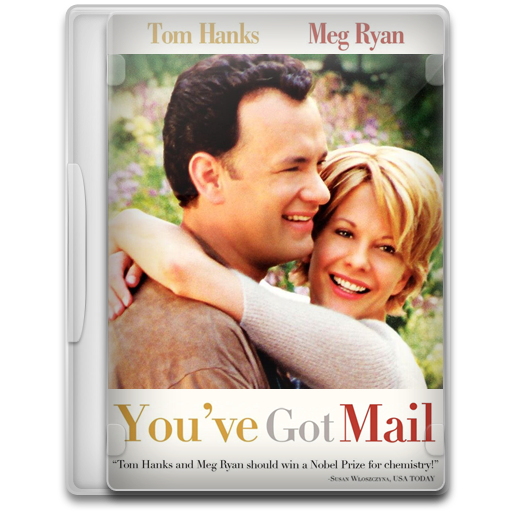 Tom Hanks Meg Ryan
You've Got Mail
“Tom Hanks and Meg Ryan should win a Nobel Prize for chemistry!”
-Susan Wloszczyna, USA TODAY